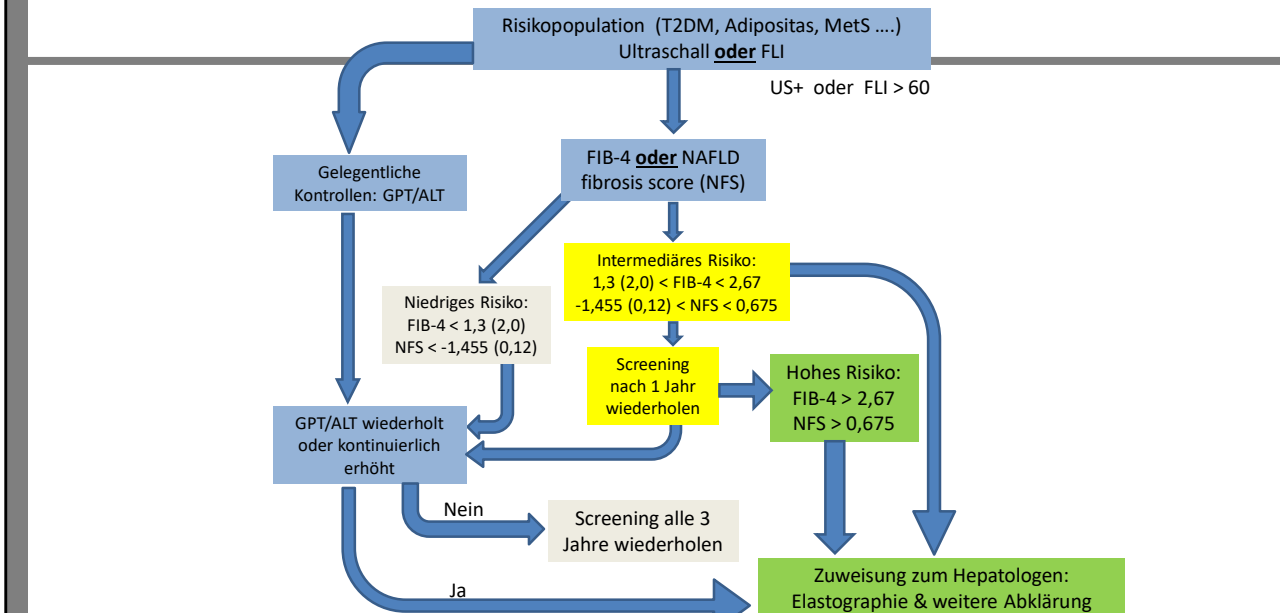 Risikopopulation (T2DM, Adipositas, MetS ....)
Ultraschall oder FLI
US+ oder FLI > 60
Gelegentliche
Kontrollen: GPT/ALT
FIB-4 oder NAFLD
fibrosis score (NFS)
Intermediäres Risiko:
1,3 (2,0) < FIB-4 < 2,67
-1,455 (0,12) < NFS < 0,675
Niedriges Risiko:
FIB-4 < 1,3 (2,0)
NFS < -1,455 (0,12)
Screening
nach 1 Jahr
wiederholen
Hohes Risiko:
FIB-4 > 2,67
NFS > 0,675
GPT/ALT wiederholt
oder kontinuierlich
erhöht
Nein
Screening alle 3
Jahre wiederholen
Ja
Zuweisung zum Hepatologen:
Elastographie & weitere Abklärung